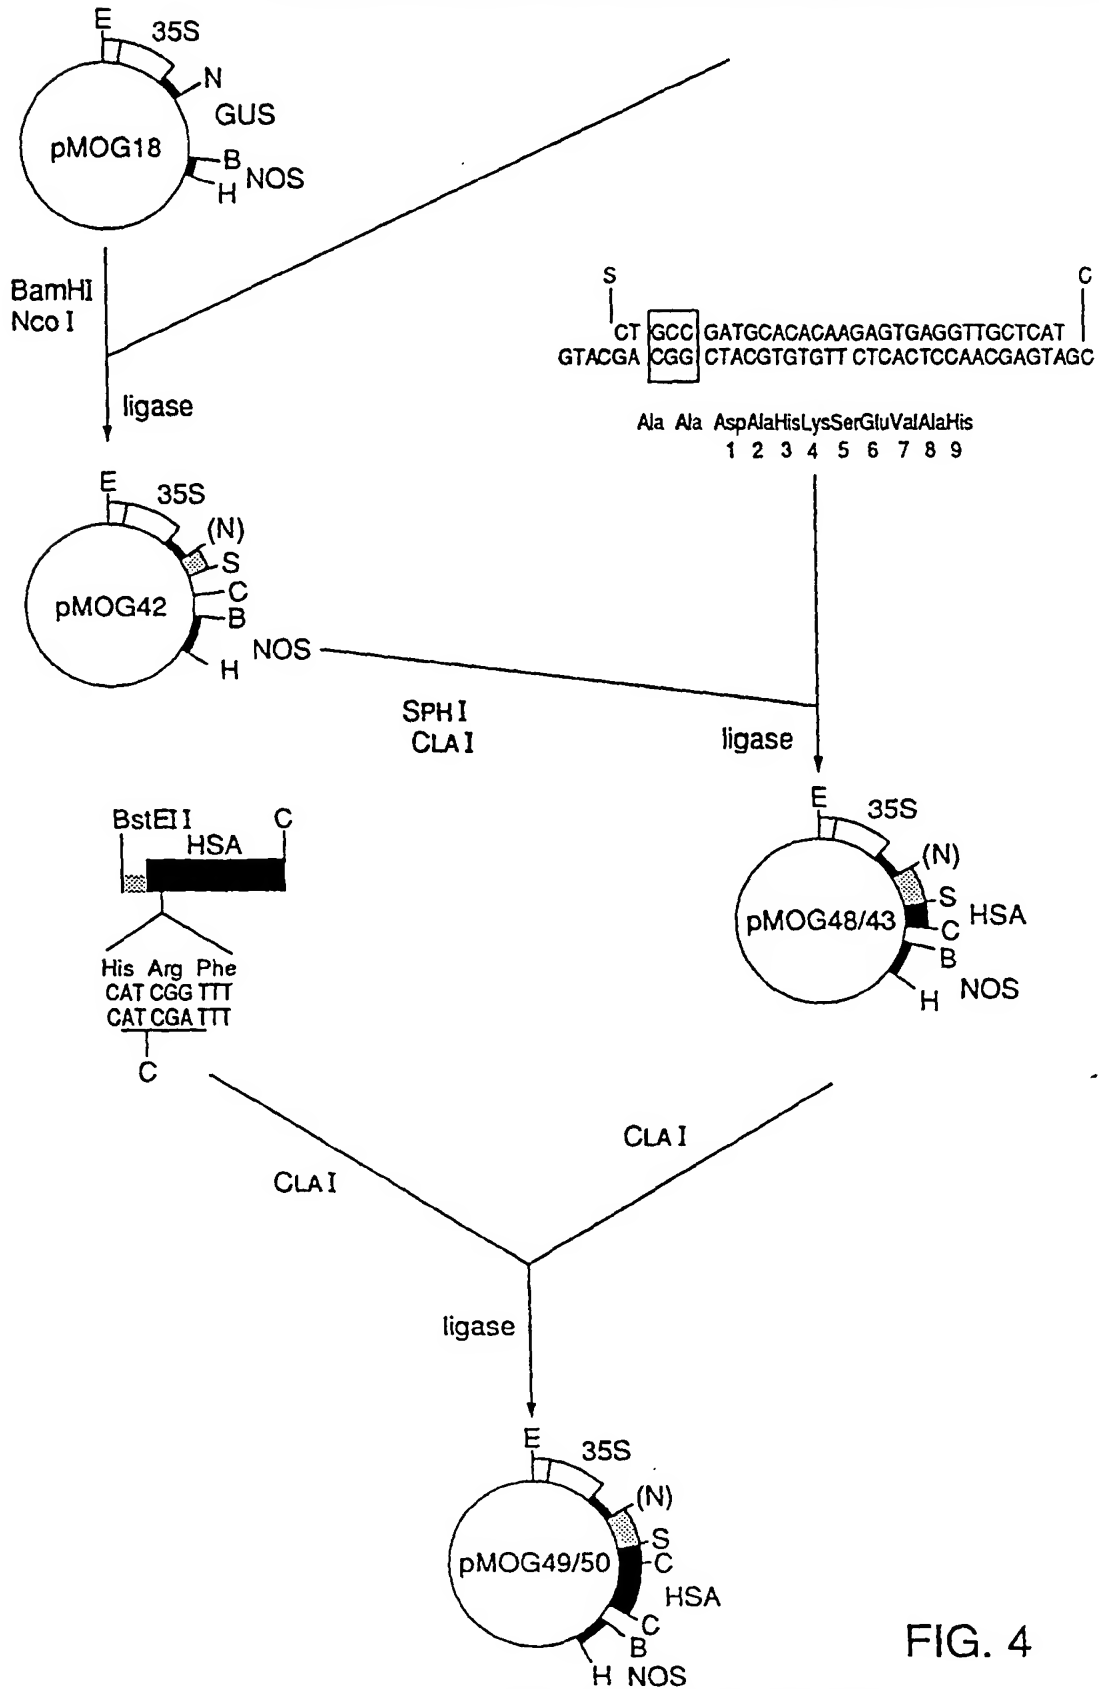 E
35S
N
GUS
pMOG18
B
NOS
H
BamHI
Nco I
ligase
S
C
CT GCC GATGCACACAAGAGTGAGGTTGCTCAT
GTACGA CGG CTACGTGTGTT CTCACTCCAACGAGTAGC
Ala Ala AspAlaHisLysSerGluValAlaHis
1 2 3 4 5 6 7 8 9
E
35S
(N)
S
C
pMOG42
B
NOS
H
SPH I
CLA I
ligase
BstEII
C
HSA
His Arg Phe
CAT CGG TTT
CAT CGA TTT
C
E
35S
(N)
S
HSA
pMOG48/43
C
B
H
NOS
CLA I
CLA I
ligase
E
35S
(N)
S
pMOG49/50
C
HSA
C
B
H
NOS
FIG. 4